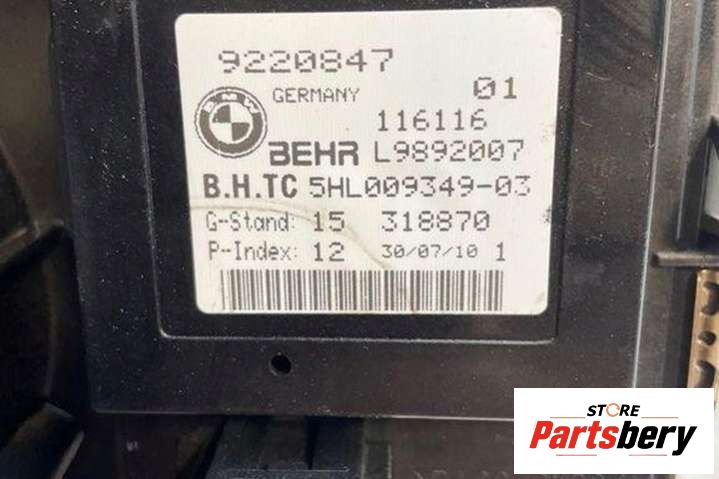 9220847
01
BMW
GERMANY
116116
BEHR L9892007
B.H.TC 5HL009349-03
G-Stand: 15 318870
P-Index: 12 30/07/10 1
STORE
Partsbery